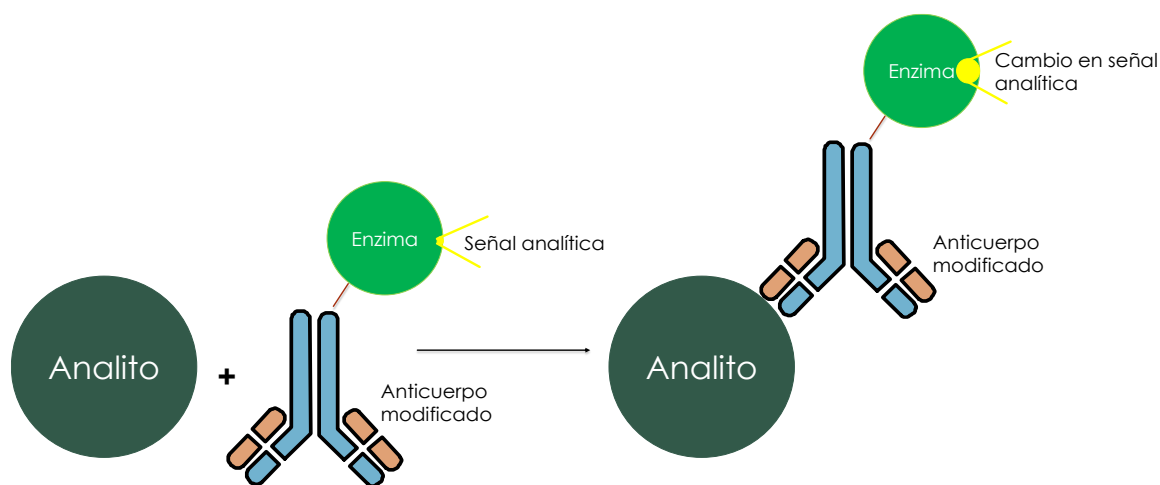 Enzima
Señal analítica
Analito
+
Anticuerpo
modificado
Enzima
Cambio en señal
analítica
Anticuerpo
modificado
Analito